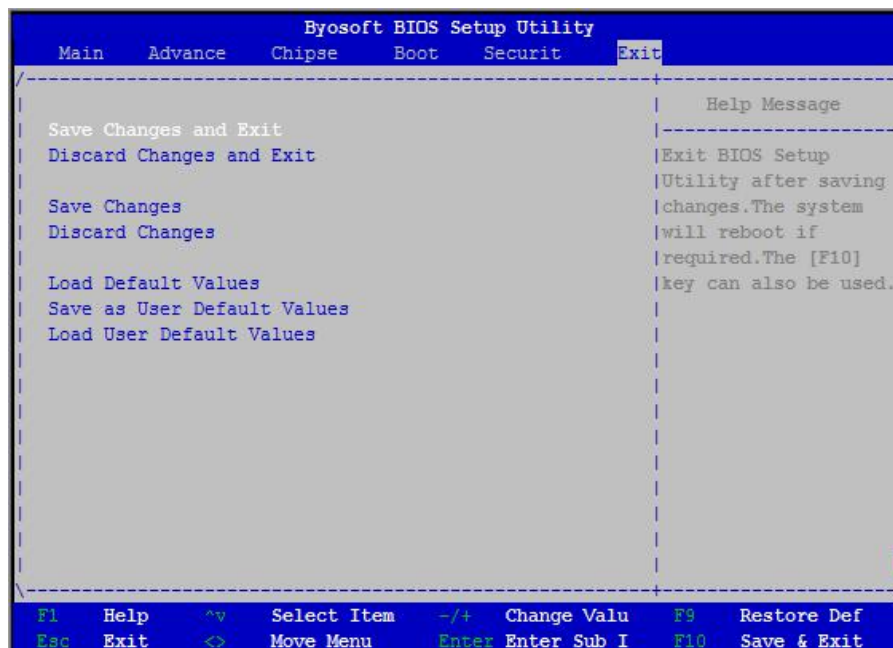 Byosoft BIOS Setup Utility
Main Advance Chipse Boot Securit Exit
Help Message
Save Changes and Exit
Discard Changes and Exit
Save Changes
Discard Changes
Load Default Values
Save as User Default Values
Load User Default Values
Exit BIOS Setup
Utility after saving
changes.The system
will reboot if
required.The [F10]
key can also be used.
F1 Help ^v Select Item -/+ Change Valu F9 Restore Def
Esc Exit <> Move Menu Enter Enter Sub I F10 Save & Exit